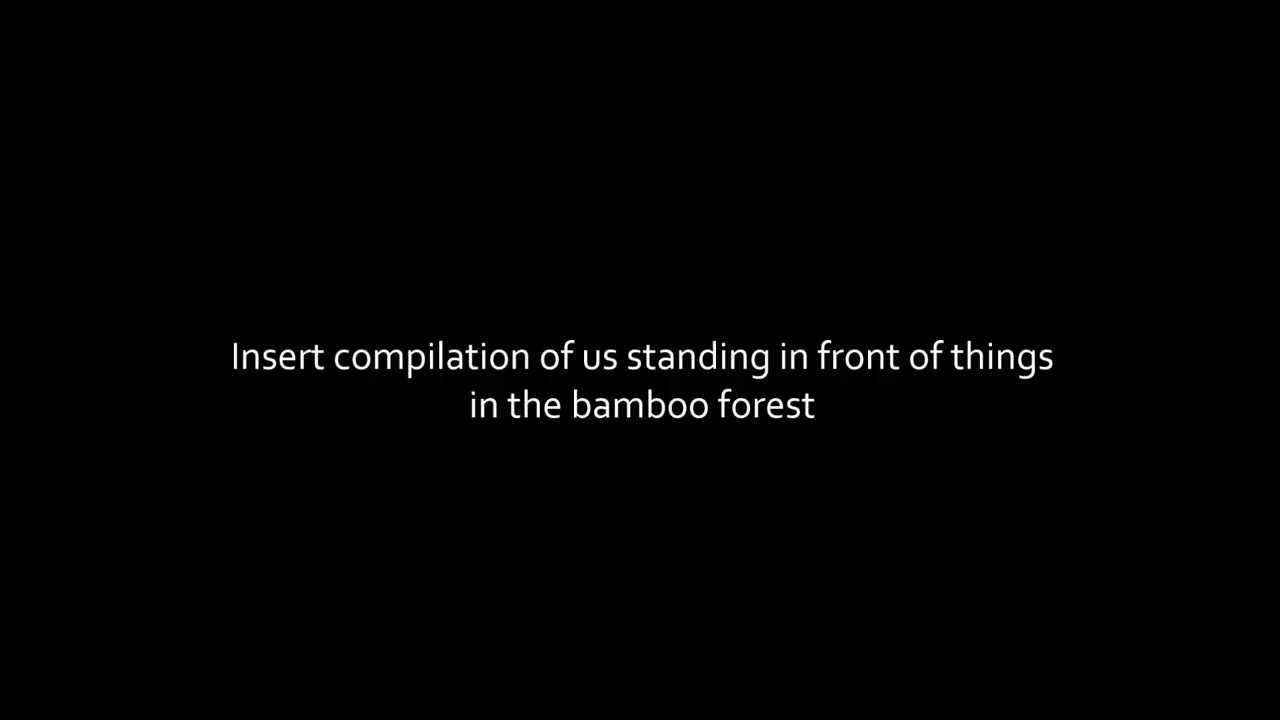 Insert compilation of us standing in front of things
in the bamboo forest